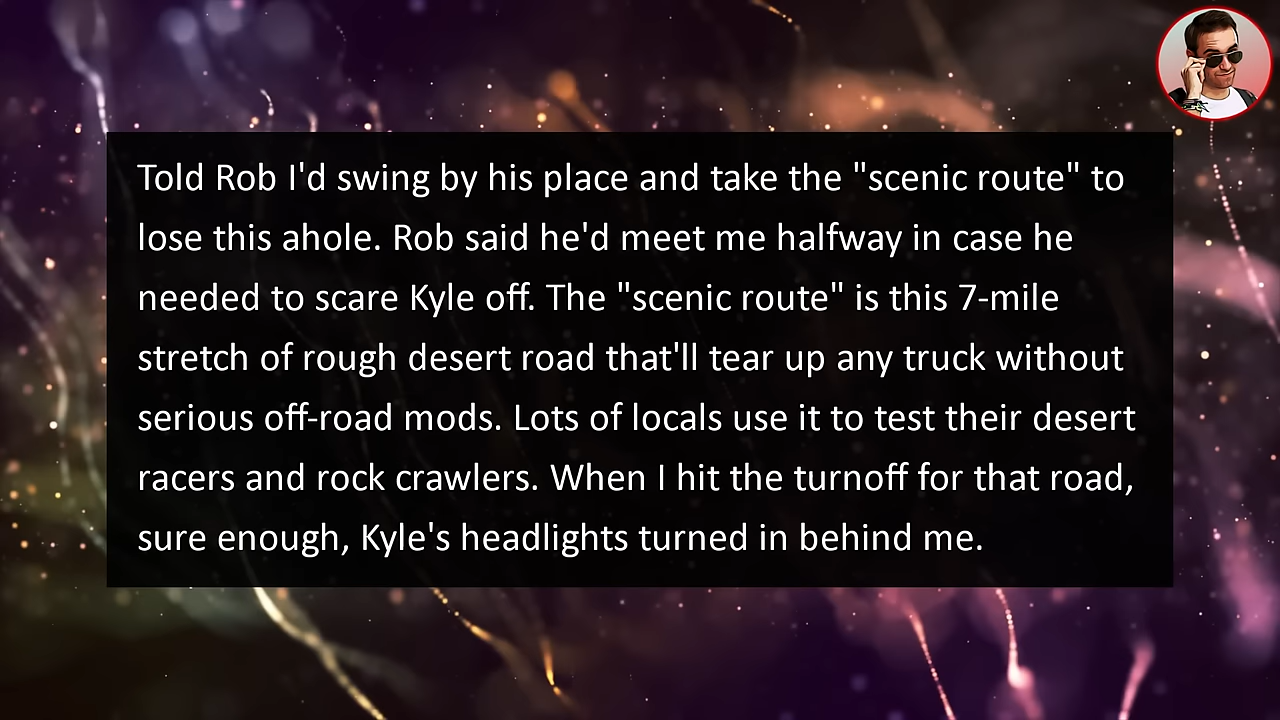 Told Rob I'd swing by his place and take the "scenic route" to
lose this ahole. Rob said he'd meet me halfway in case he
needed to scare Kyle off. The "scenic route" is this 7-mile
stretch of rough desert road that'll tear up any truck without
serious off-road mods. Lots of locals use it to test their desert
racers and rock crawlers. When I hit the turnoff for that road,
sure enough, Kyle's headlights turned in behind me.